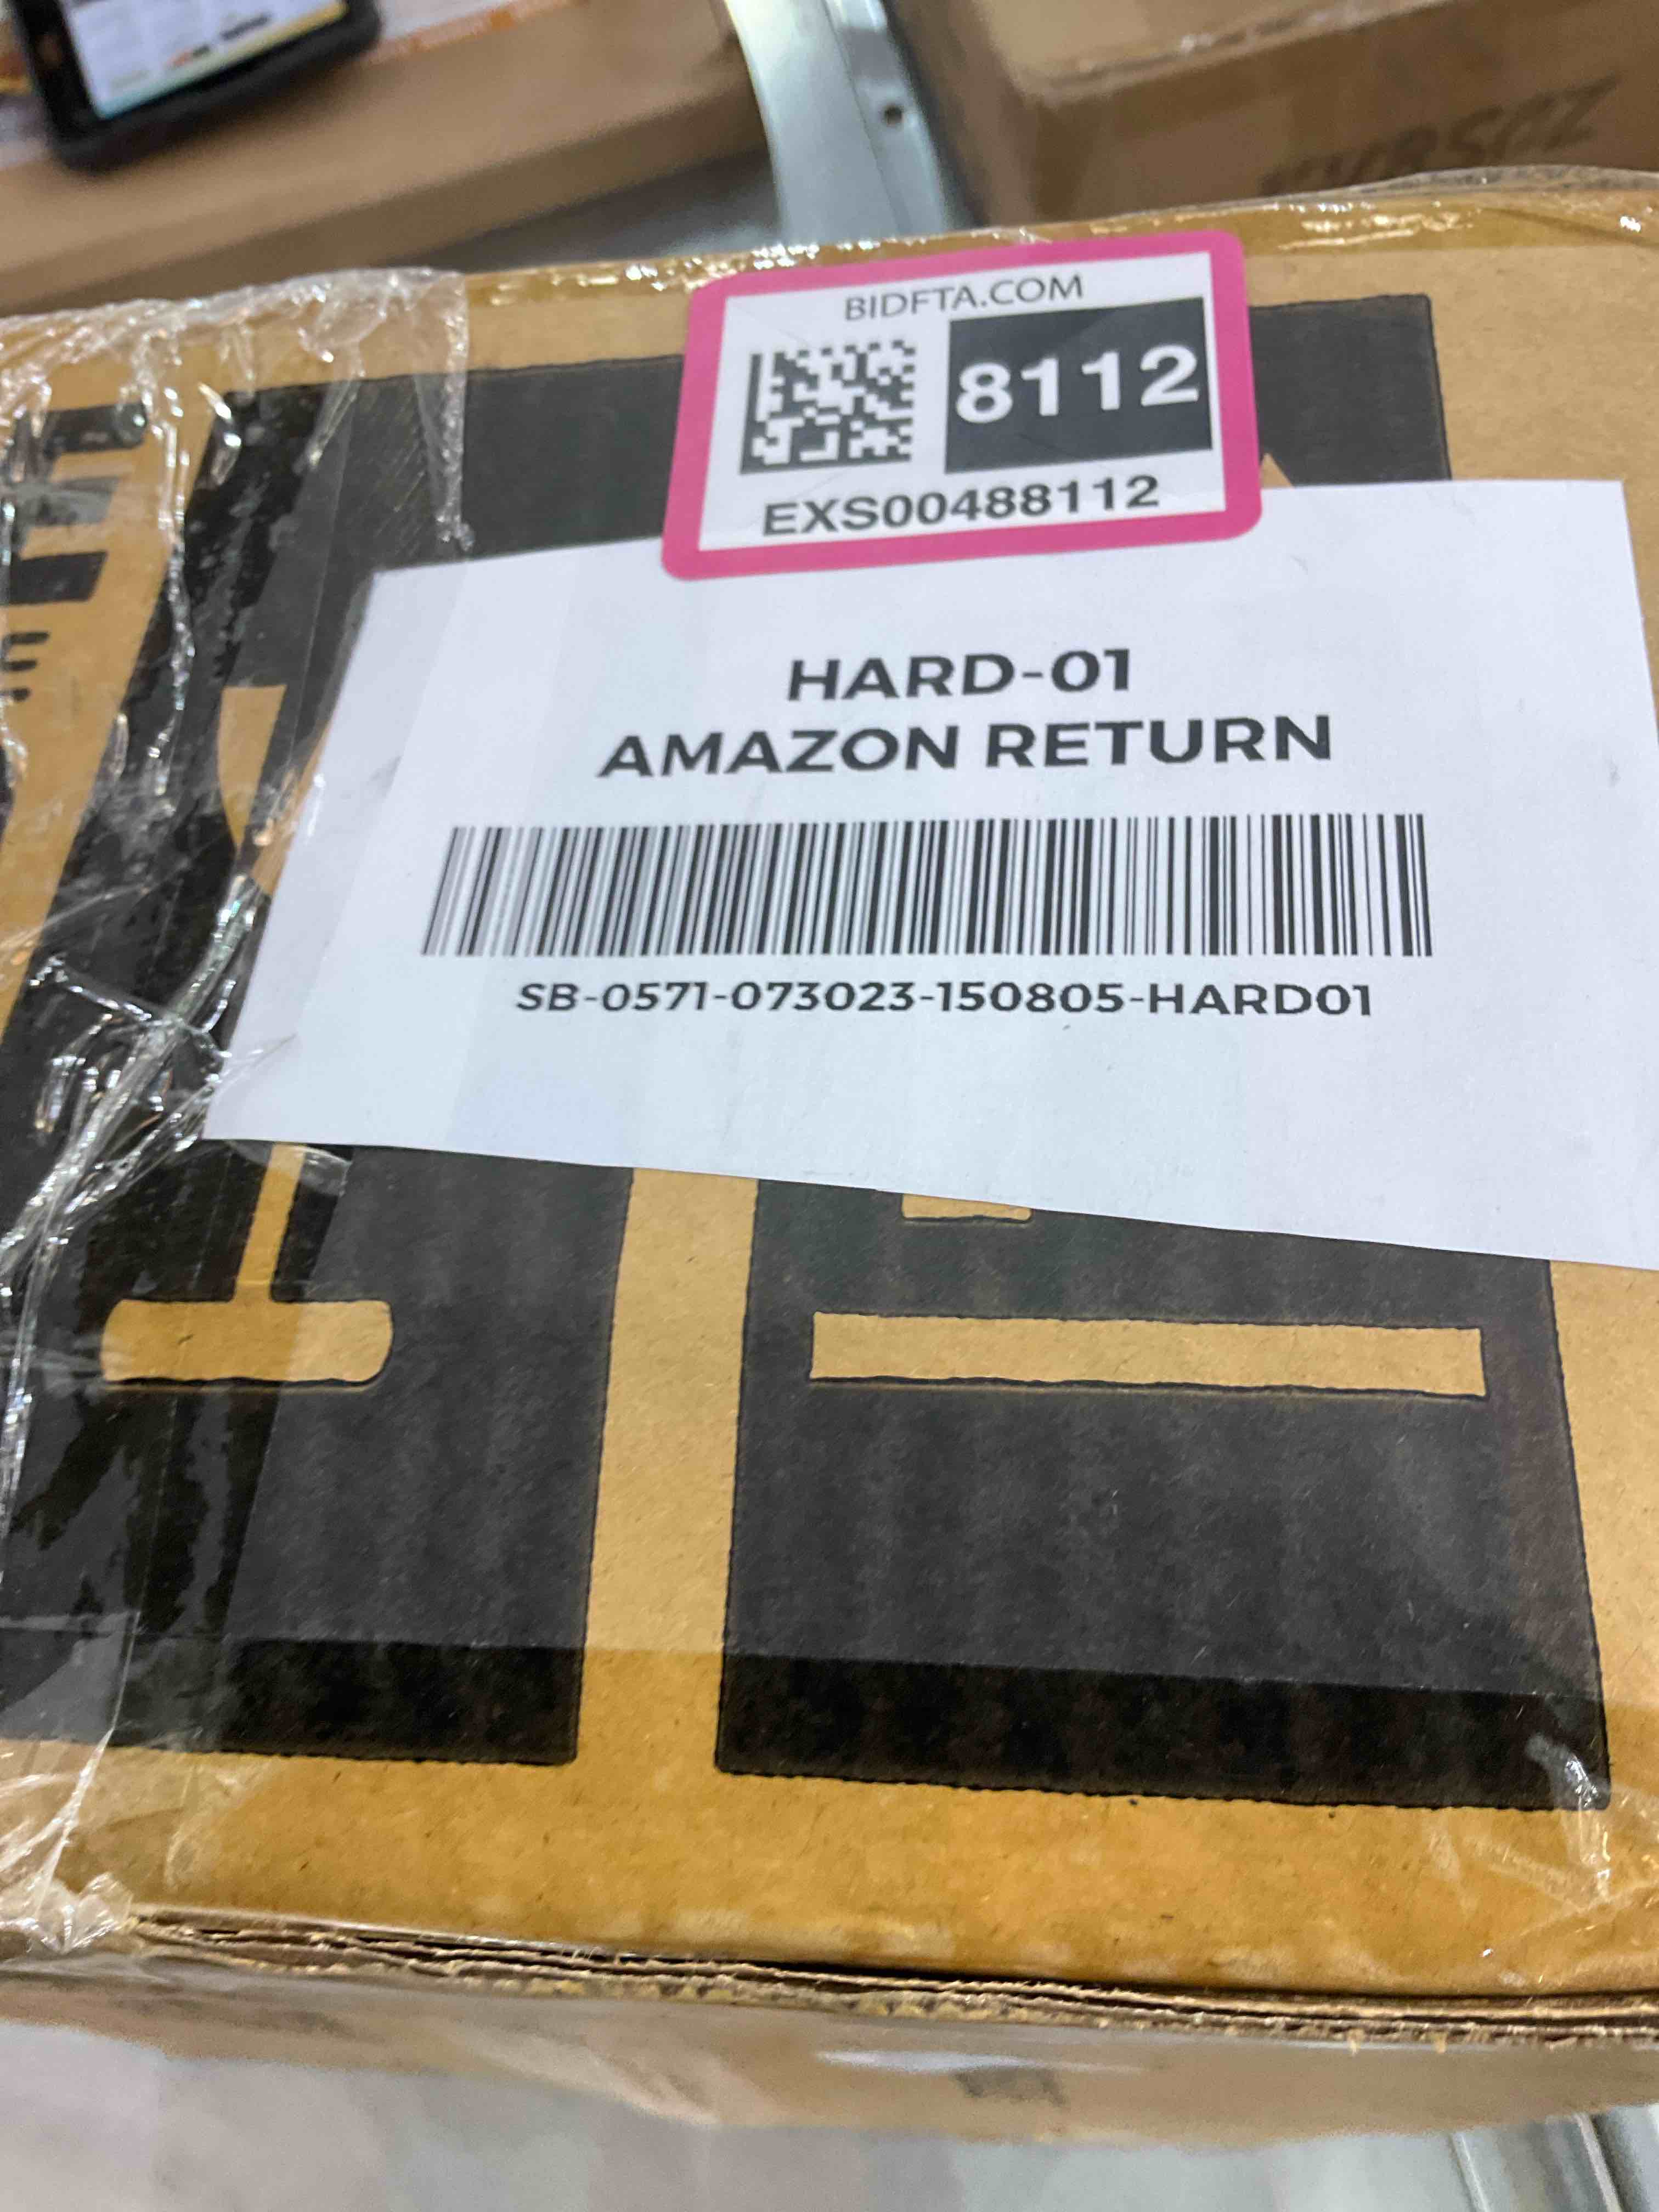 BIDFTA.COM
8112
EXS00488112
HARD-01
AMAZON RETURN
SB-0571-073023-150805-HARD01